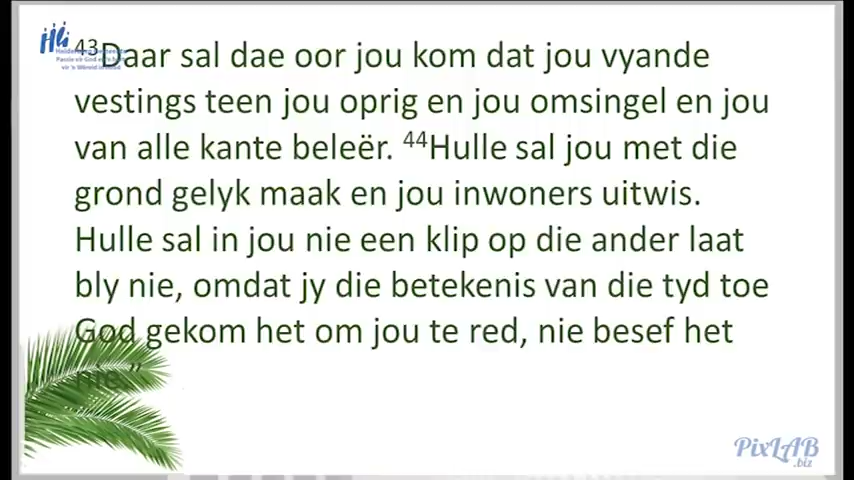 ⁴³Daar sal dae oor jou kom dat jou vyande
vestings teen jou oprig en jou omsingel en jou
van alle kante beleër. ⁴⁴Hulle sal jou met die
grond gelyk maak en jou inwoners uitwis.
Hulle sal in jou nie een klip op die ander laat
bly nie, omdat jy die betekenis van die tyd toe
God gekom het om jou te red, nie besef het
nie.”
PixLAB
.biz